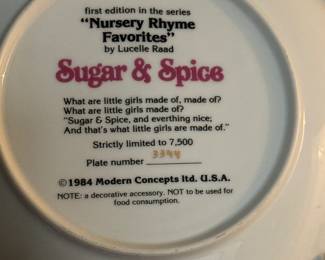 first edition in the series
"Nursery Rhyme
Favorites"
by Lucelle Raad
Sugar & Spice
What are little girls made of, made of?
What are little girls made of?
"Sugar & Spice, and everthing nice;
And that's what little girls are made of."
Strictly limited to 7,500
Plate number 3344
©1984 Modern Concepts ltd. U.S.A.
NOTE: a decorative accessory. NOT to be used for
food consumption.